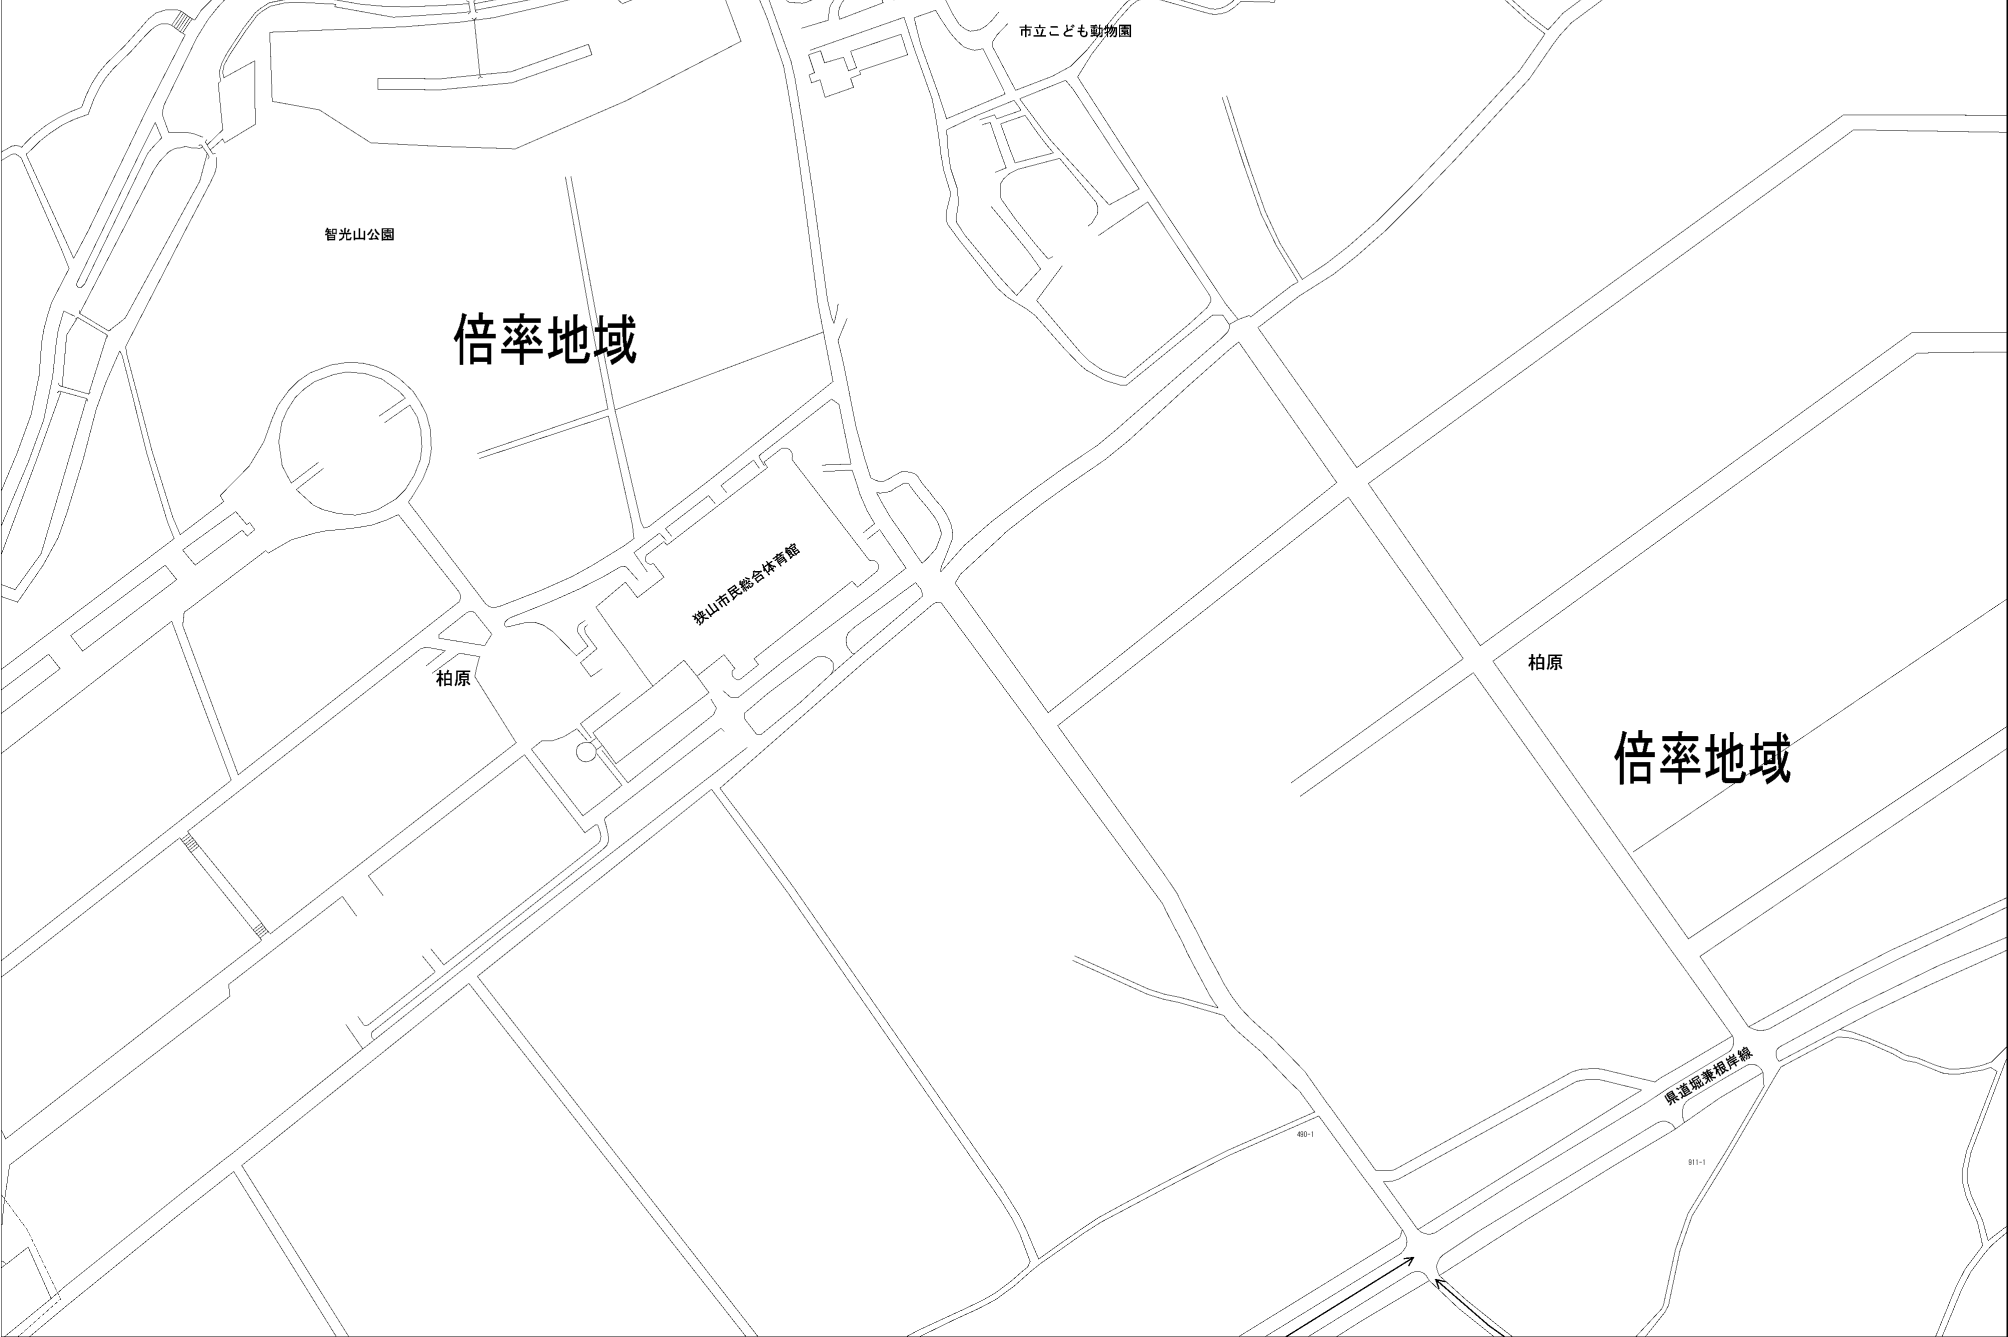 市立こども動物園
智光山公園
倍率地域
狭山市民総合体育館
柏原
柏原
倍率地域
県道堀兼根岸線
490-1
911-1